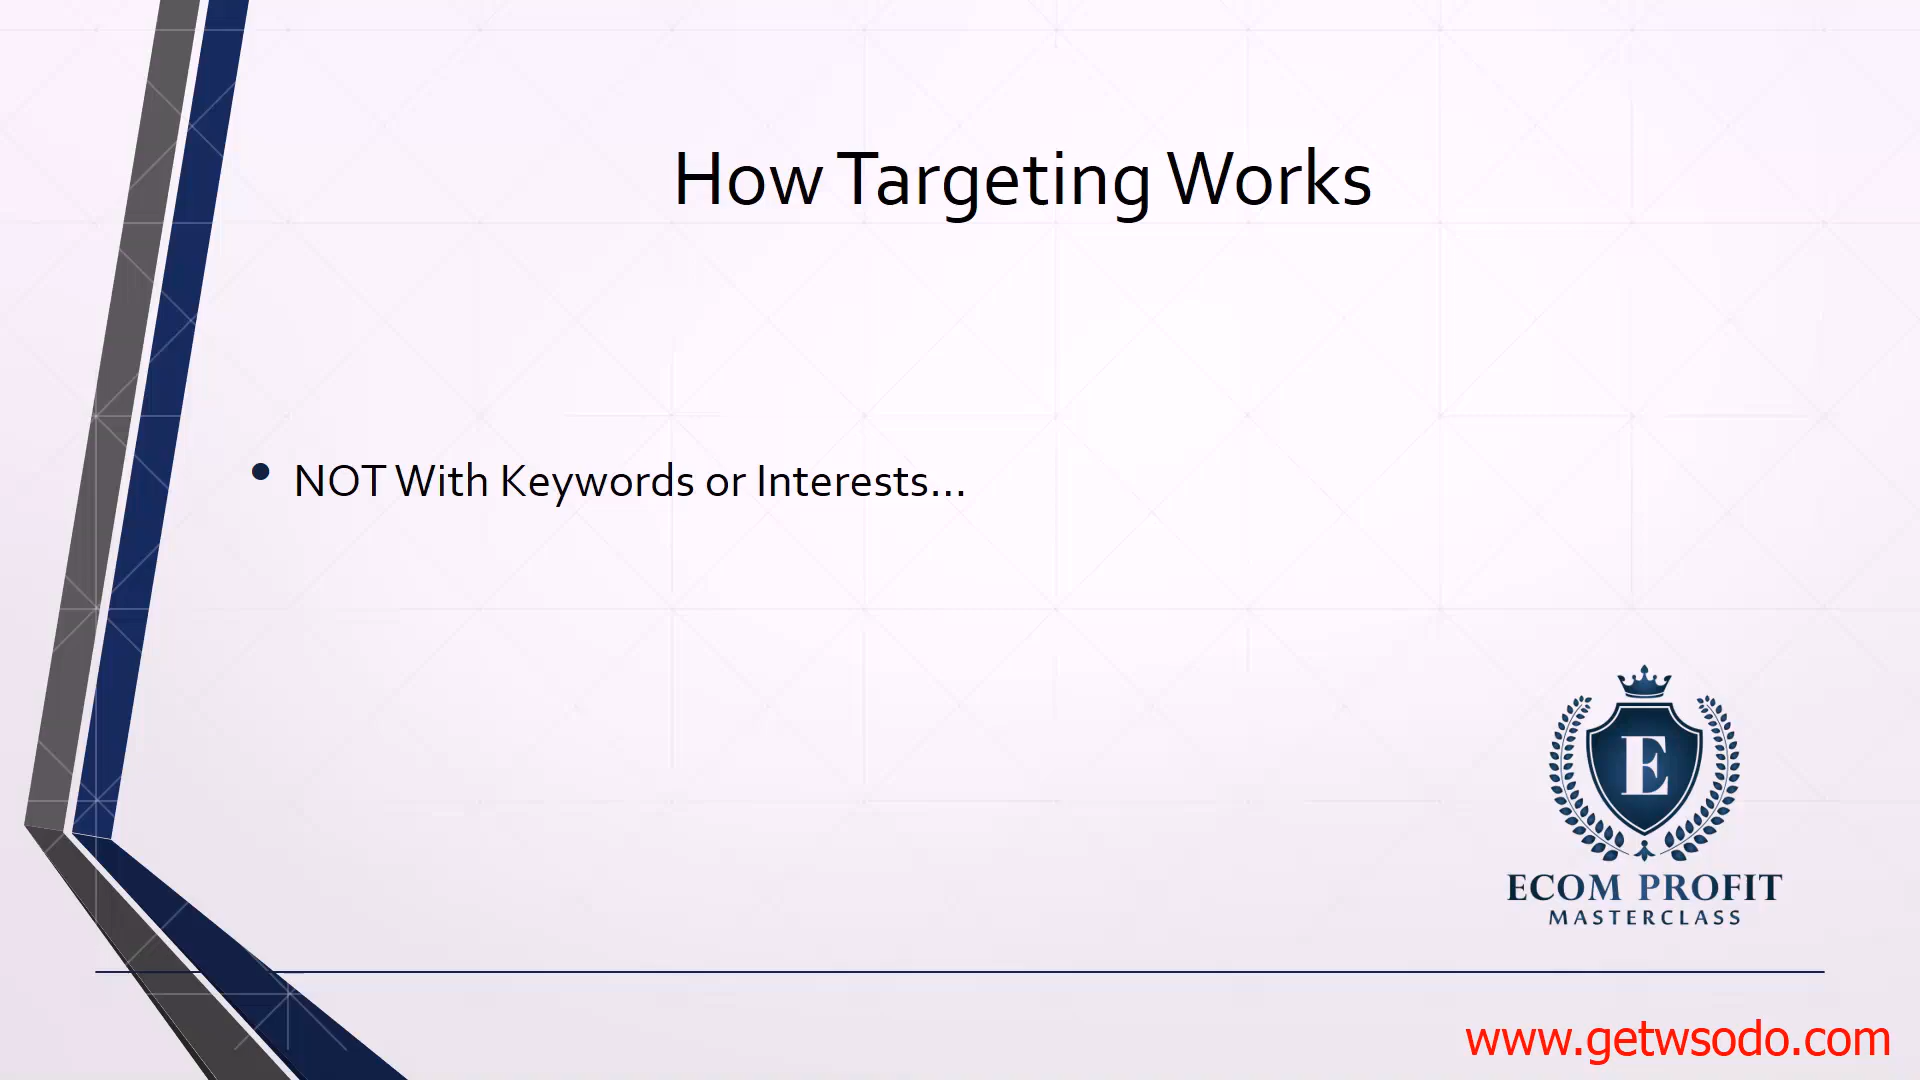 How Targeting Works
• NOT With Keywords or Interests...
E
ECOM PROFIT
MASTERCLASS
www.getwsodo.com